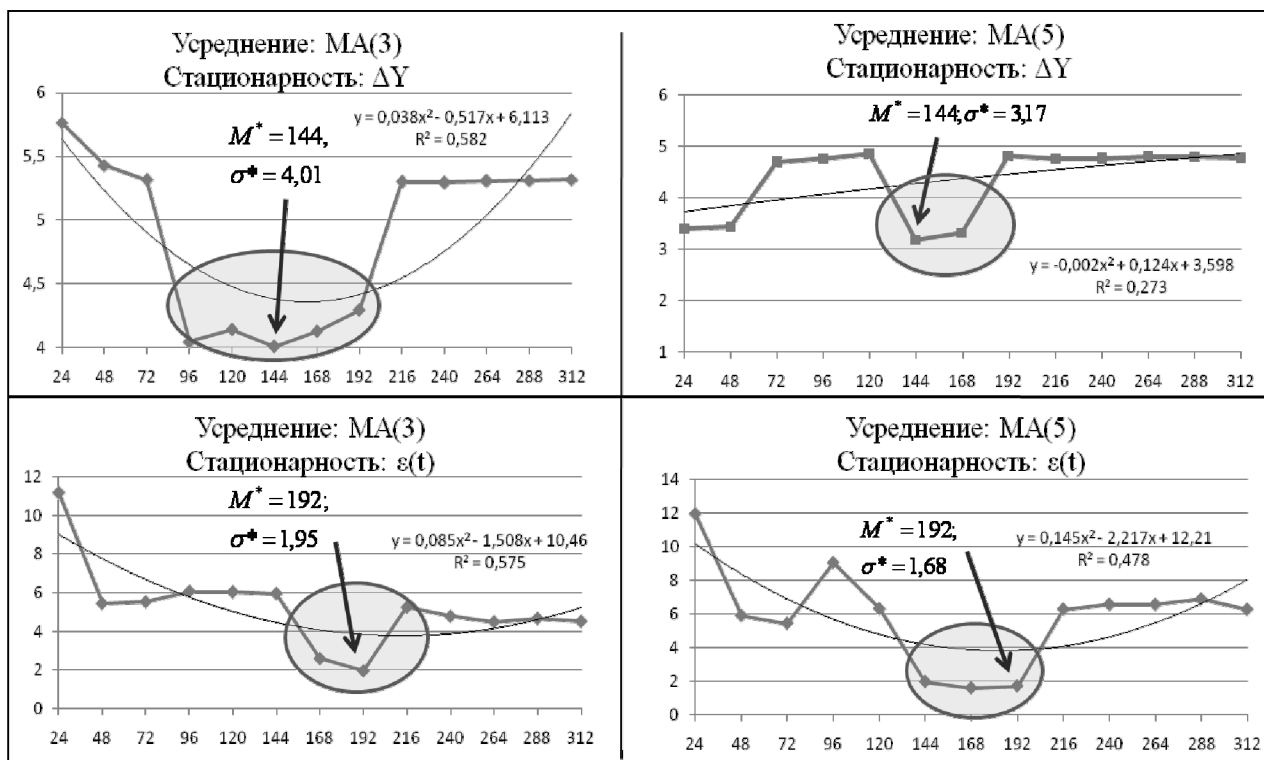 Усреднение: MA(3)
Стационарность: ΔY
6
5,5
5
4,5
4
M* = 144,
σ* = 4,01
y = 0,038x² - 0,517x + 6,113
R² = 0,582
24 48 72 96 120 144 168 192 216 240 264 288 312
Усреднение: MA(5)
Стационарность: ΔY
6
5
4
3
2
1
M* = 144; σ* = 3,17
y = -0,002x² + 0,124x + 3,598
R² = 0,273
24 48 72 96 120 144 168 192 216 240 264 288 312
Усреднение: MA(3)
Стационарность: ε(t)
12
10
8
6
4
2
0
M* = 192;
σ* = 1,95
y = 0,085x² - 1,508x + 10,46
R² = 0,575
24 48 72 96 120 144 168 192 216 240 264 288 312
Усреднение: MA(5)
Стационарность: ε(t)
14
12
10
8
6
4
2
0
M* = 192;
σ* = 1,68
y = 0,145x² - 2,217x + 12,21
R² = 0,478
24 48 72 96 120 144 168 192 216 240 264 288 312